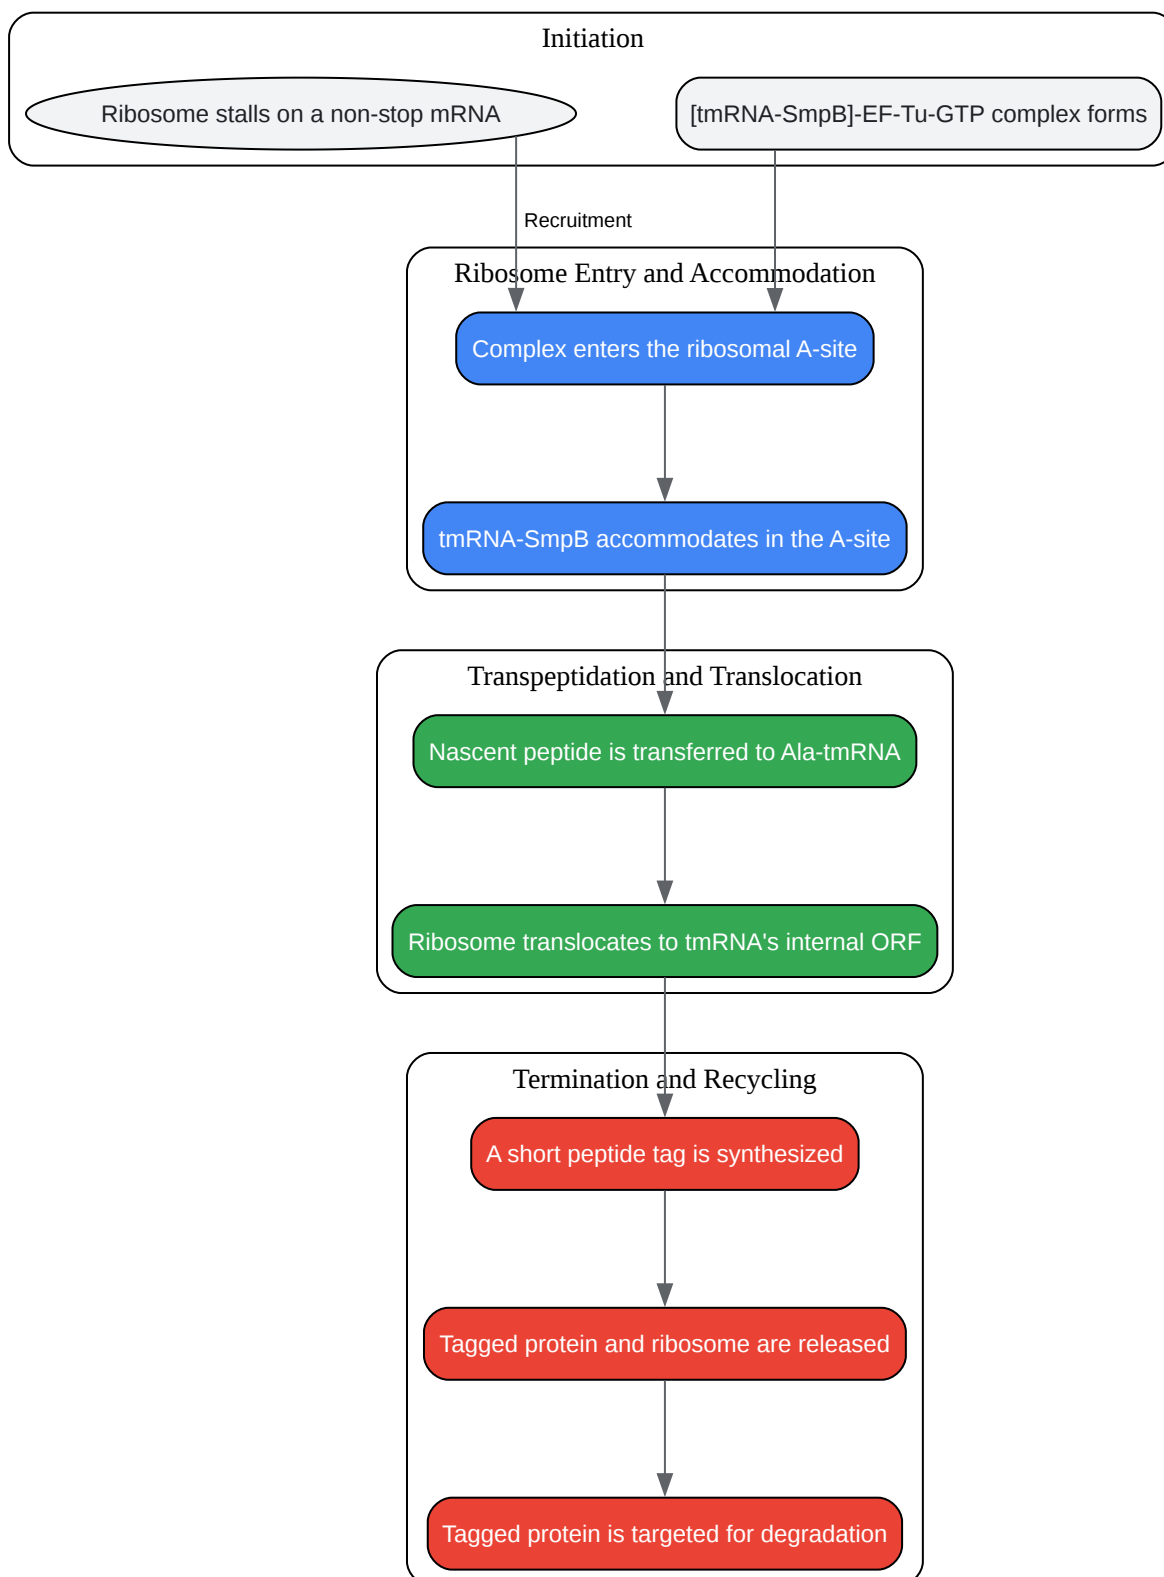 Initiation
Ribosome stalls on a non-stop mRNA
[tmRNA-SmpB]-EF-Tu-GTP complex forms
Recruitment
Ribosome Entry and Accommodation
Complex enters the ribosomal A-site
tmRNA-SmpB accommodates in the A-site
Transpeptidation and Translocation
Nascent peptide is transferred to Ala-tmRNA
Ribosome translocates to tmRNA's internal ORF
Termination and Recycling
A short peptide tag is synthesized
Tagged protein and ribosome are released
Tagged protein is targeted for degradation